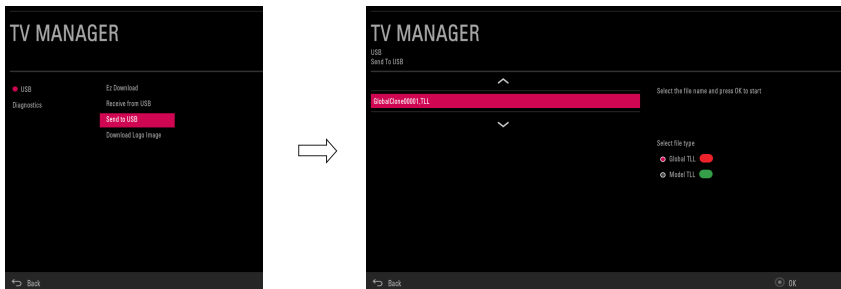 TV MANAGER
USB
Diagnostics
Ez Download
Receive from USB
Send to USB
Download Logo Image
Back
TV MANAGER
USB
Send To USB
GlobalClone00001.TLL
Select the file name and press OK to start
Select file type
Global TLL
Model TLL
Back
OK